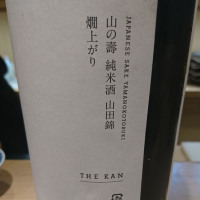 JAPANESE SAKE YAMANOKOTOBUKI
山の壽 純米酒 山田錦
燗上がり
THE KAN